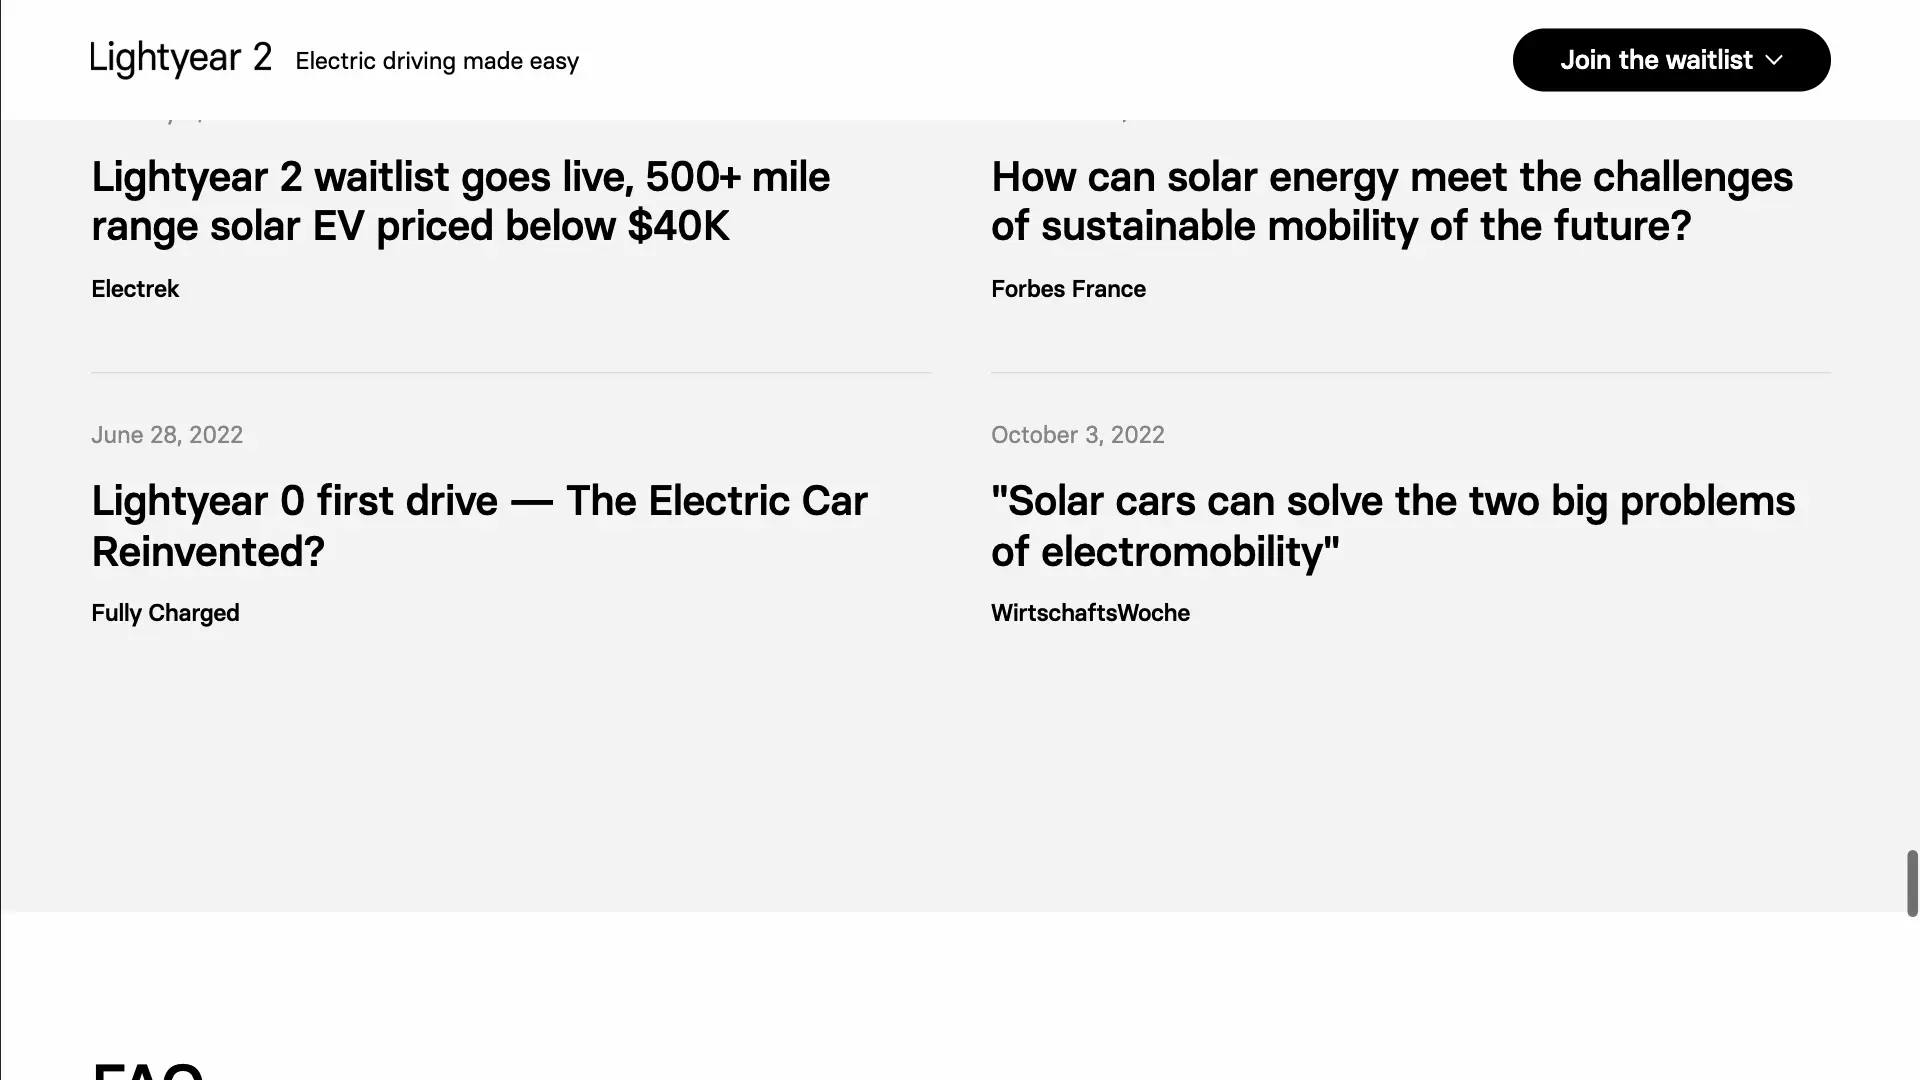 Lightyear 2 Electric driving made easy
Join the waitlist
Lightyear 2 waitlist goes live, 500+ mile
range solar EV priced below $40K
Electrek
How can solar energy meet the challenges
of sustainable mobility of the future?
Forbes France
June 28, 2022
Lightyear 0 first drive — The Electric Car
Reinvented?
Fully Charged
October 3, 2022
"Solar cars can solve the two big problems
of electromobility"
WirtschaftsWoche
FAQ